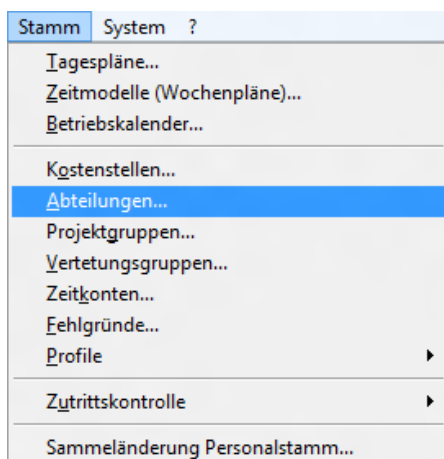 Stamm System ?
Tagespläne...
Zeitmodelle (Wochenpläne)...
Betriebskalender...
Kostenstellen...
Abteilungen...
Projektgruppen...
Vertetungsgruppen...
Zeitkonten...
Fehlgründe...
Profile
Zutrittskontrolle
Sammeländerung Personalstamm...